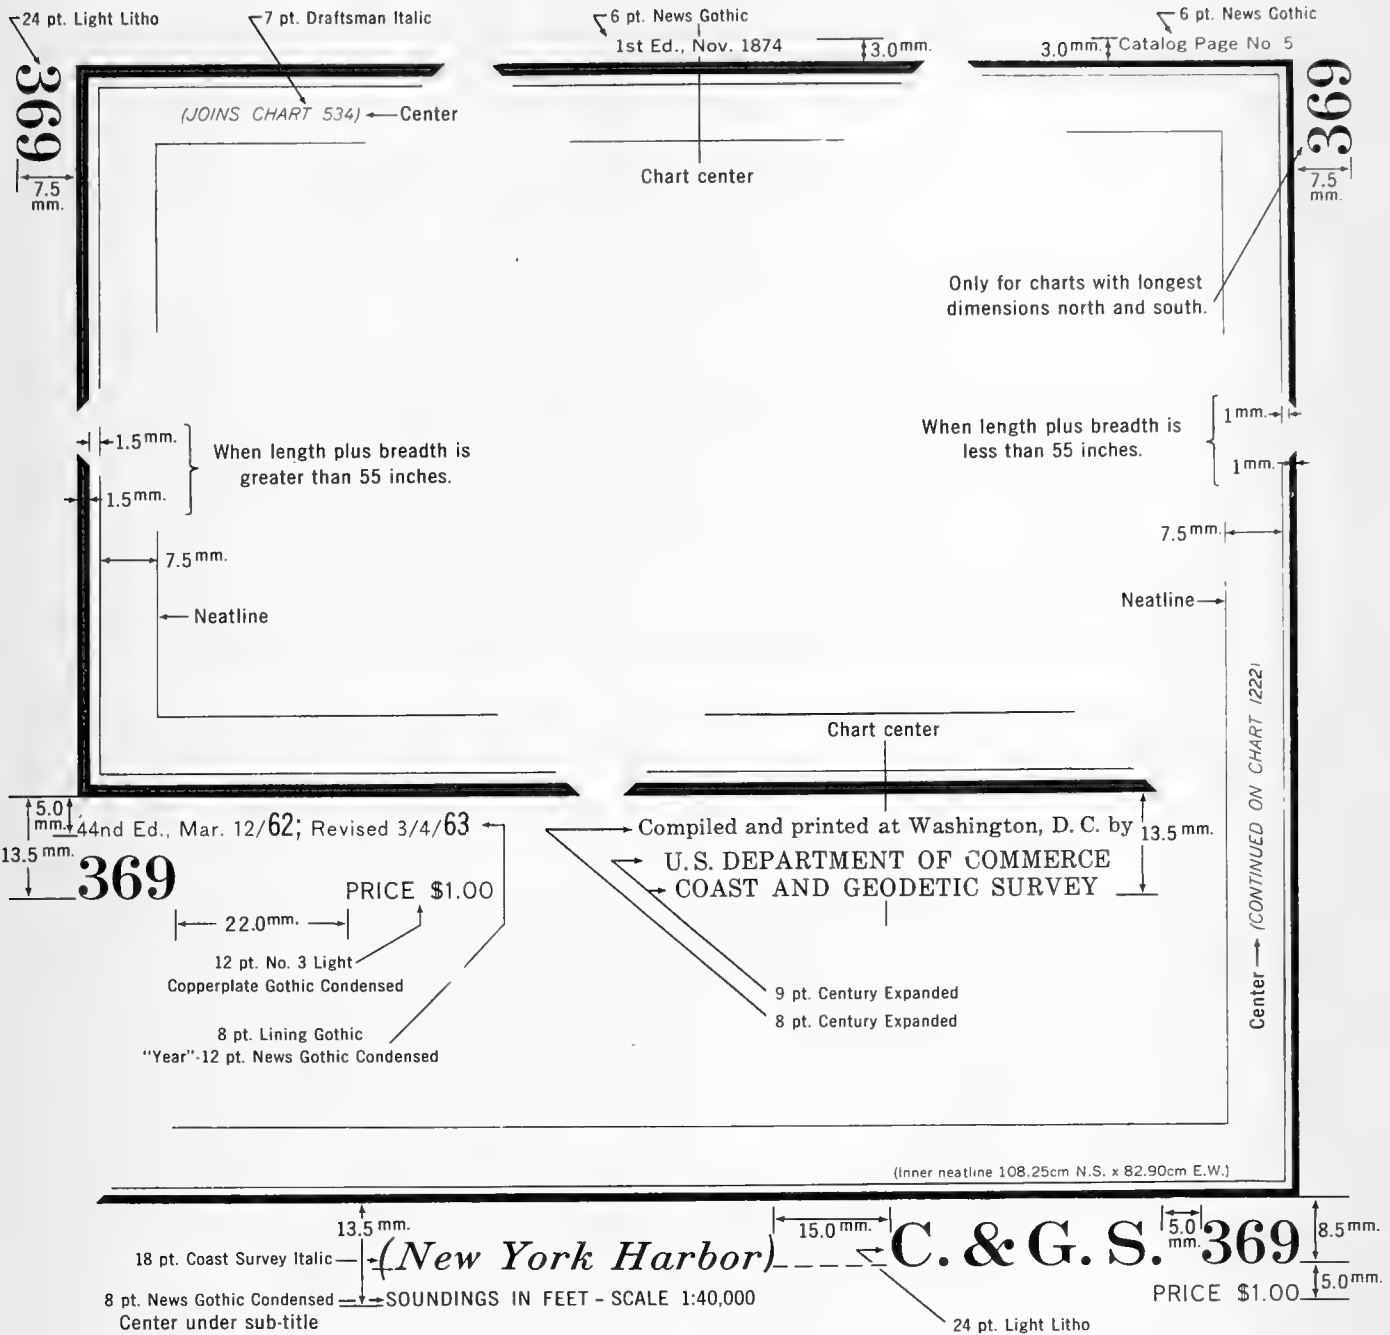 24 pt. Light Litho
7 pt. Draftsman Italic
6 pt. News Gothic
6 pt. News Gothic
1st Ed., Nov. 1874
3.0mm.
3.0mm.
Catalog Page No 5
369
369
(JOINS CHART 534)
Center
7.5
mm.
Chart center
7.5
mm.
Only for charts with longest
dimensions north and south.
1.5mm.
When length plus breadth is
greater than 55 inches.
1.5mm.
When length plus breadth is
less than 55 inches.
1mm.
1mm.
7.5mm.
7.5mm.
Neatline
Neatline
Chart center
Center
(CONTINUED ON CHART 1222)
5.0
mm.
44nd Ed., Mar. 12/62; Revised 3/4/63
13.5 mm.
369
PRICE $1.00
22.0mm.
12 pt. No. 3 Light
Copperplate Gothic Condensed
8 pt. Lining Gothic
"Year"-12 pt. News Gothic Condensed
Compiled and printed at Washington, D. C. by
U. S. DEPARTMENT OF COMMERCE
COAST AND GEODETIC SURVEY
13.5 mm.
9 pt. Century Expanded
8 pt. Century Expanded
(Inner neatline 108.25cm N.S. x 82.90cm E.W.)
13.5 mm.
18 pt. Coast Survey Italic
(New York Harbor)
15.0 mm.
C. & G. S.
5.0
mm.
369
8.5mm.
8 pt. News Gothic Condensed
Center under sub-title
SOUNDINGS IN FEET - SCALE 1:40,000
PRICE $1.00
5.0mm.
24 pt. Light Litho